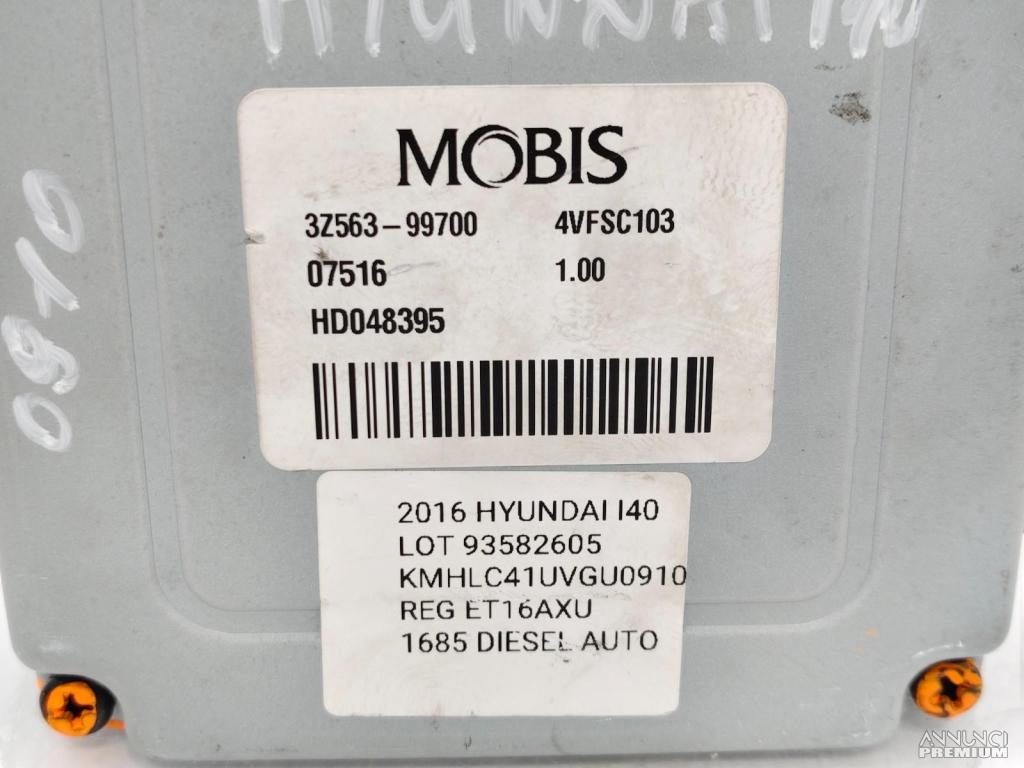 HYUNDAI I40
0910
MOBIS
3Z563-99700 4VFSC103
07516 1.00
HD048395
2016 HYUNDAI I40
LOT 93582605
KMHLC41UVGU0910
REG ET16AXU
1685 DIESEL AUTO
ANNUNCI
PREMIUM